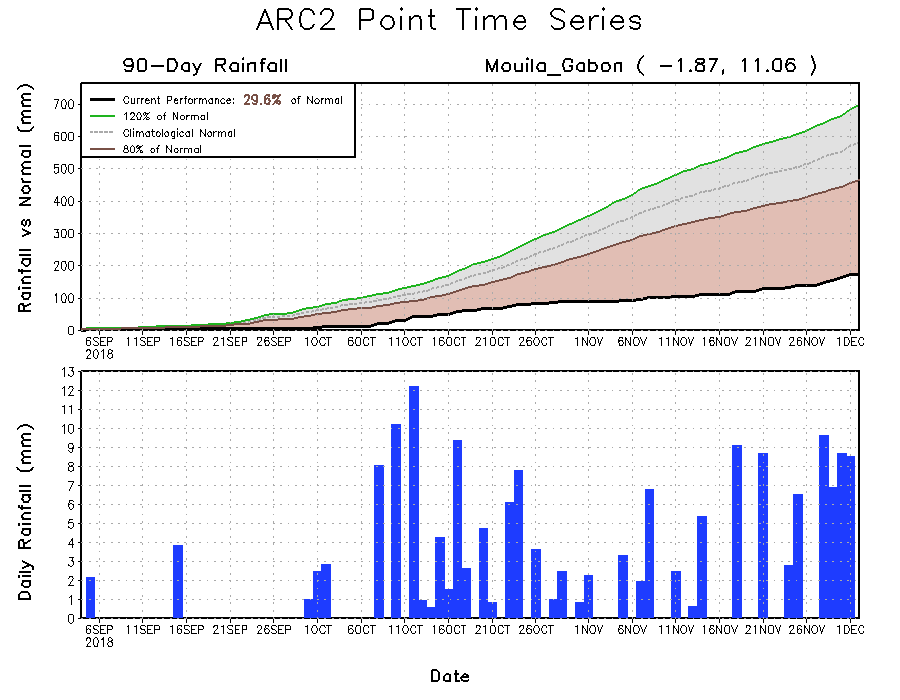 ARC2 Point Time Series
90-Day Rainfall
Mouila_Gabon ( -1.87, 11.06 )
Rainfall vs Normal (mm)
Current Performance: 29.6% of Normal
120% of Normal
Climatological Normal
80% of Normal
700
600
500
400
300
200
100
0
6SEP 11SEP 16SEP 21SEP 26SEP 1OCT 6OCT 11OCT 16OCT 21OCT 26OCT 1NOV 6NOV 11NOV 16NOV 21NOV 26NOV 1DEC
2018
Daily Rainfall (mm)
13
12
11
10
9
8
7
6
5
4
3
2
1
0
6SEP 11SEP 16SEP 21SEP 26SEP 1OCT 6OCT 11OCT 16OCT 21OCT 26OCT 1NOV 6NOV 11NOV 16NOV 21NOV 26NOV 1DEC
2018
Date